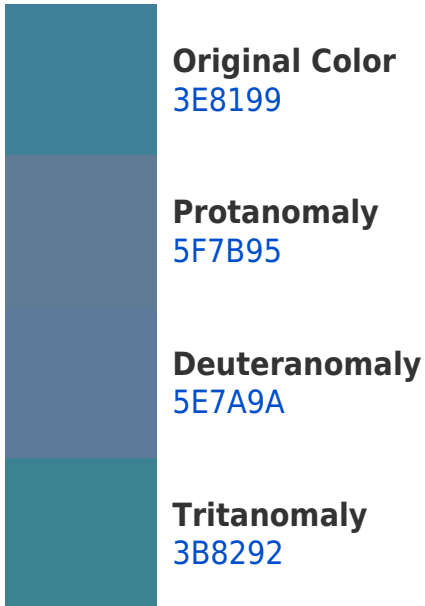 Original Color
3E8199
Protanomaly
5F7B95
Deuteranomaly
5E7A9A
Tritanomaly
3B8292